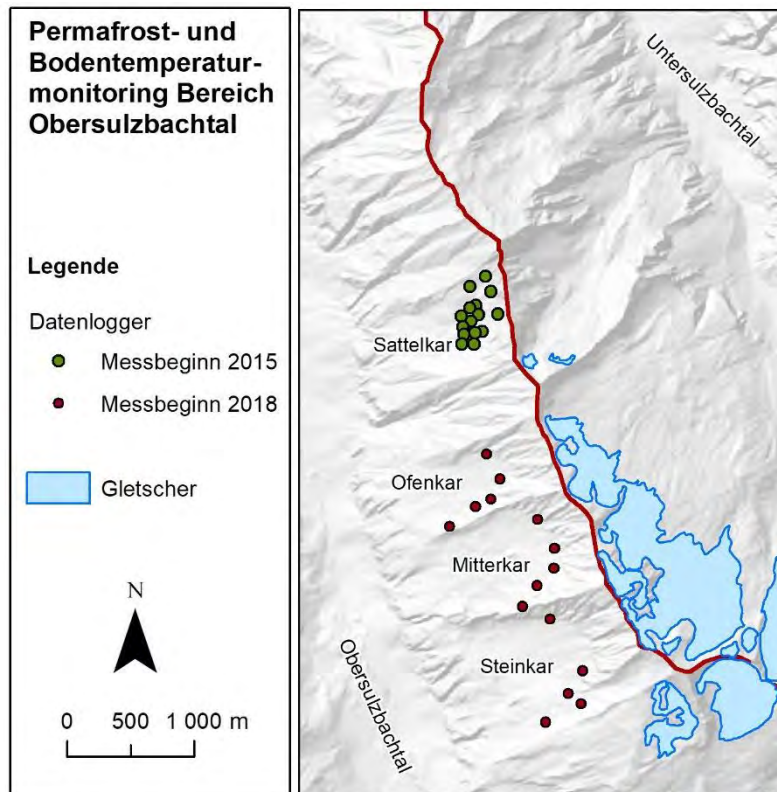 Permafrost- und
Bodentemperatur-
monitoring Bereich
Obersulzbachtal
Legende
Datenlogger
Messbeginn 2015
Messbeginn 2018
Gletscher
N
0 500 1 000 m
Untersulzbachtal
Sattelkar
Ofenkar
Mitterkar
Steinkar
Obersulzbachtal